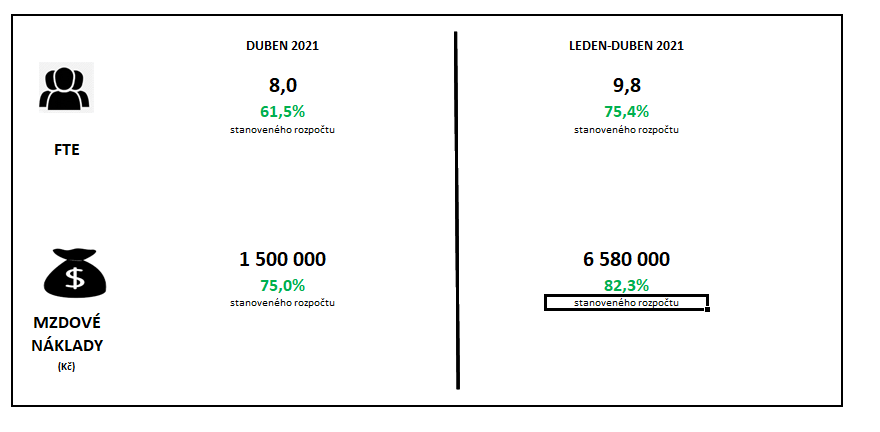 DUBEN 2021
LEDEN-DUBEN 2021
8,0
9,8
61,5%
75,4%
stanoveného rozpočtu
stanoveného rozpočtu
FTE
1 500 000
6 580 000
$
75,0%
82,3%
stanoveného rozpočtu
stanoveného rozpočtu
MZDOVÉ
NÁKLADY
(Kč)